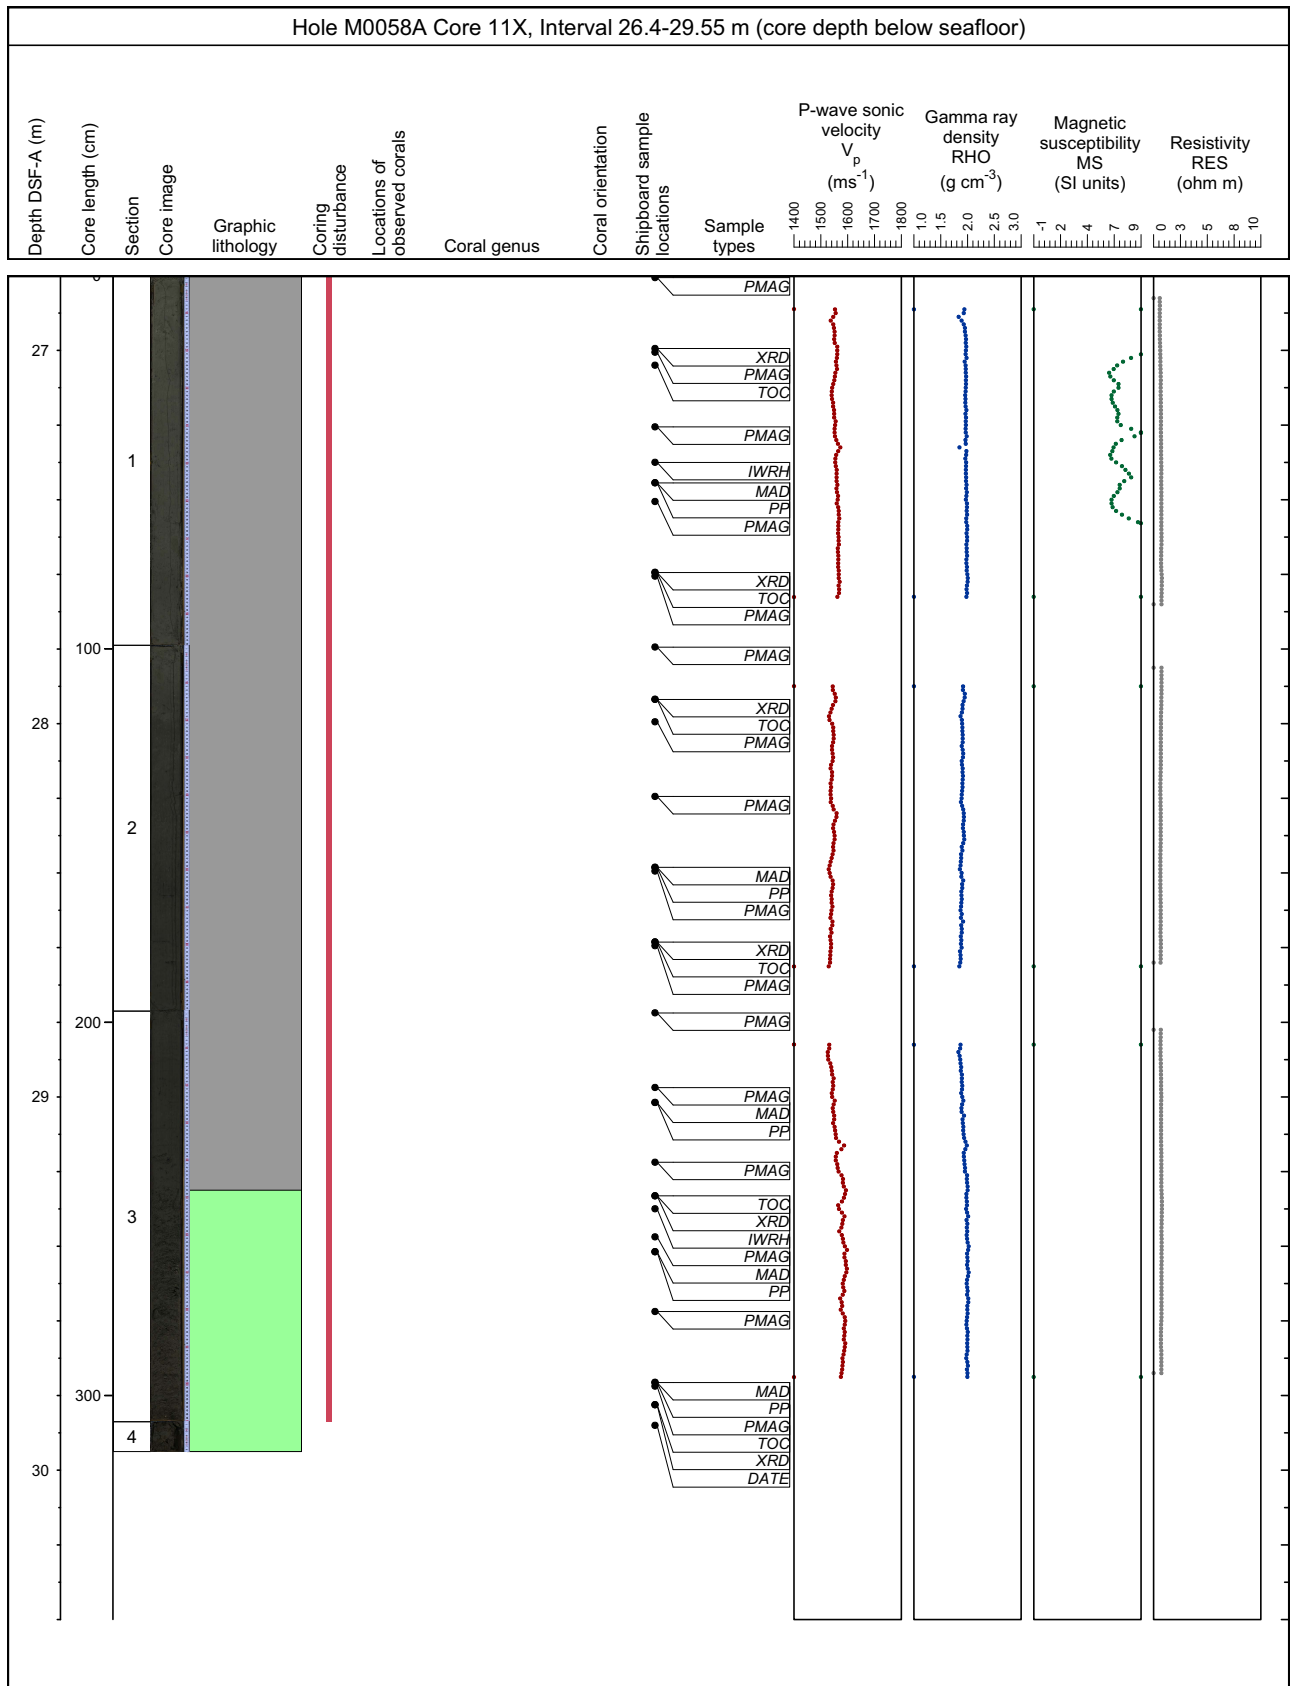 Hole M0058A Core 11X, Interval 26.4-29.55 m (core depth below seafloor)
Depth DSF-A (m)
Core length (cm)
Section
Core image
Graphic
lithology
Coring
disturbance
Locations of
observed corals
Coral genus
Coral orientation
Shipboard sample
locations
Sample
types
P-wave sonic
velocity
Vp
(ms-1)
1400 1500 1600 1700 1800
Gamma ray
density
RHO
(g cm-3)
1.0 1.5 2.0 2.5 3.0
Magnetic
susceptibility
MS
(SI units)
-1 2 4 7 9
Resistivity
RES
(ohm m)
0 3 5 8 10
PMAG
27
XRD
PMAG
TOC
PMAG
1
IWRH
MAD
PP
PMAG
XRD
TOC
PMAG
100
PMAG
XRD
28
TOC
PMAG
PMAG
2
MAD
PP
PMAG
XRD
TOC
PMAG
200
PMAG
29
PMAG
MAD
PP
PMAG
TOC
3
XRD
IWRH
PMAG
MAD
PP
PMAG
300
MAD
PP
PMAG
4
TOC
XRD
30
DATE